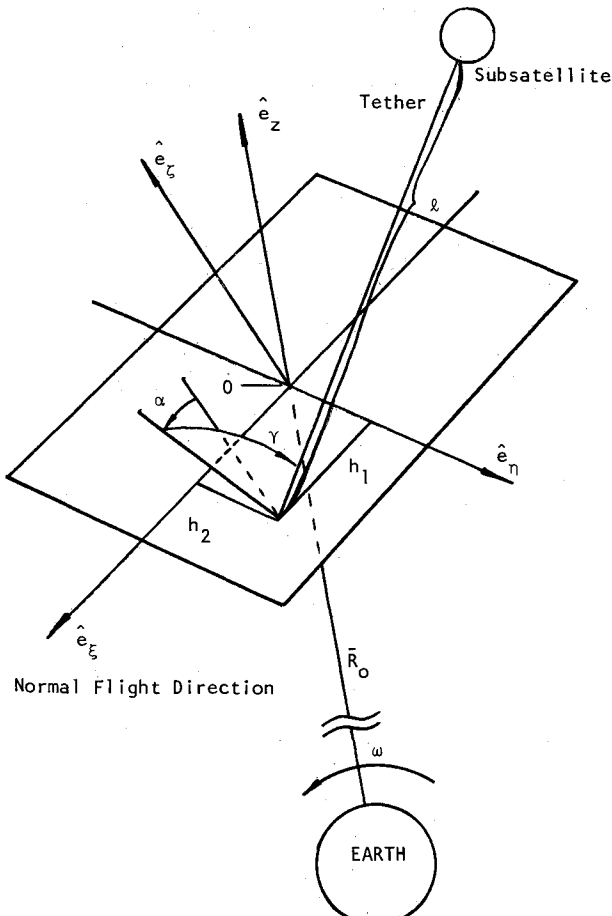 Subsatellite
Tether
ê_z
ê_ζ
ℓ
0
α
γ
h_1
ê_η
h_2
ê_ξ
R̄_o
Normal Flight Direction
ω
EARTH